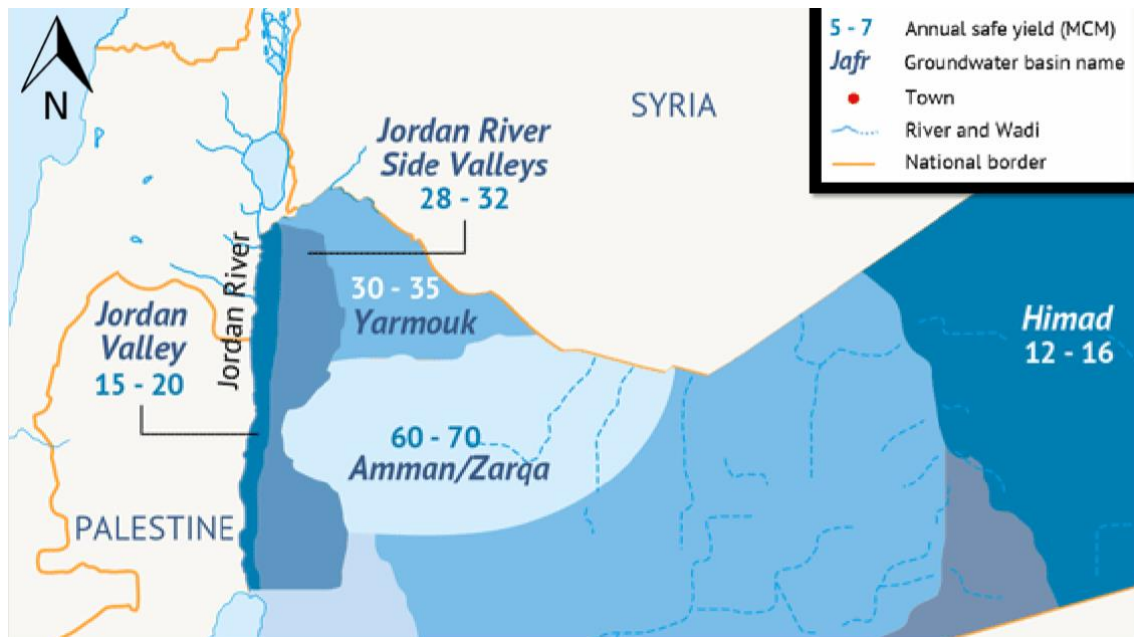 N
5 - 7 Annual safe yield (MCM)
Jafr Groundwater basin name
Town
River and Wadi
National border
SYRIA
Jordan River
Side Valleys
28 - 32
Jordan River
30 - 35
Yarmouk
Jordan
Valley
15 - 20
Himad
12 - 16
60 - 70
Amman/Zarqa
PALESTINE